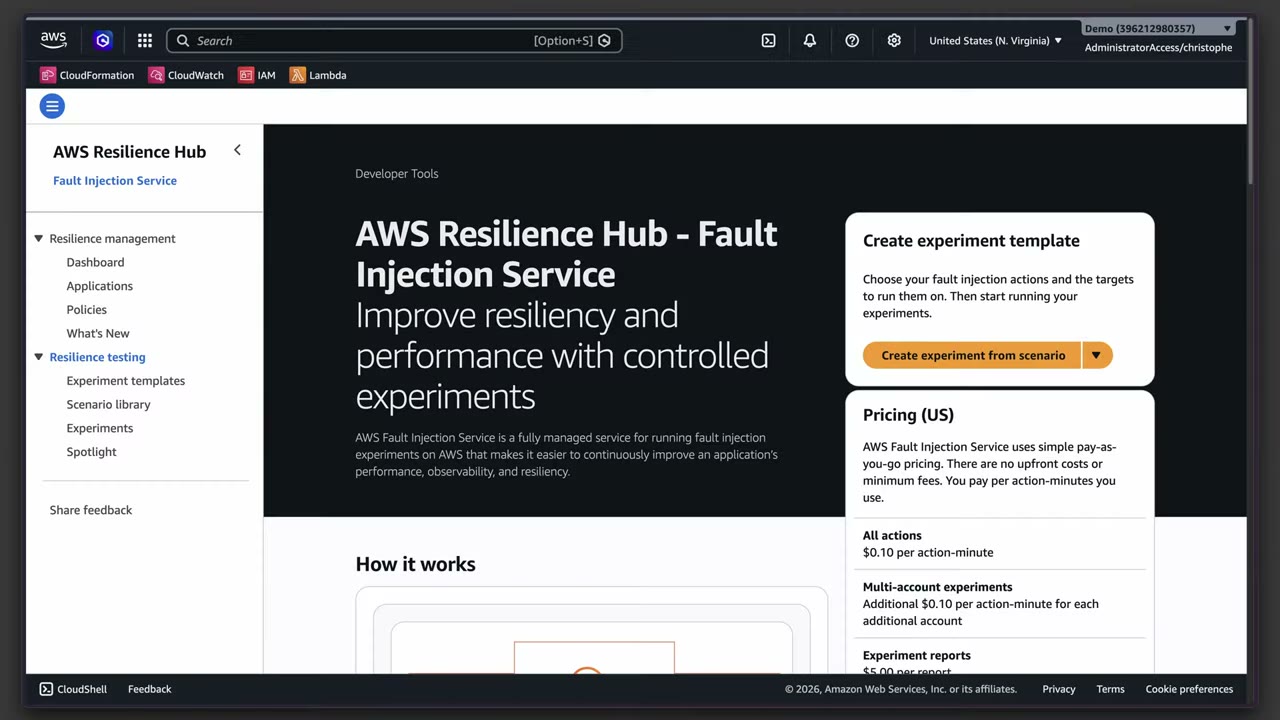 aws
Search
[Option+S]
United States (N. Virginia)
Demo (396212980357)
AdministratorAccess/christophe
CloudFormation
CloudWatch
IAM
Lambda
AWS Resilience Hub
Fault Injection Service
Resilience management
Dashboard
Applications
Policies
What's New
Resilience testing
Experiment templates
Scenario library
Experiments
Spotlight
Share feedback
Developer Tools
AWS Resilience Hub - Fault
Injection Service
Improve resiliency and
performance with controlled
experiments
AWS Fault Injection Service is a fully managed service for running fault injection
experiments on AWS that makes it easier to continuously improve an application's
performance, observability, and resiliency.
How it works
Create experiment template
Choose your fault injection actions and the targets
to run them on. Then start running your
experiments.
Create experiment from scenario
Pricing (US)
AWS Fault Injection Service uses simple pay-as-
you-go pricing. There are no upfront costs or
minimum fees. You pay per action-minutes you
use.
All actions
$0.10 per action-minute
Multi-account experiments
Additional $0.10 per action-minute for each
additional account
Experiment reports
$5.00 per report
CloudShell
Feedback
© 2026, Amazon Web Services, Inc. or its affiliates.
Privacy
Terms
Cookie preferences